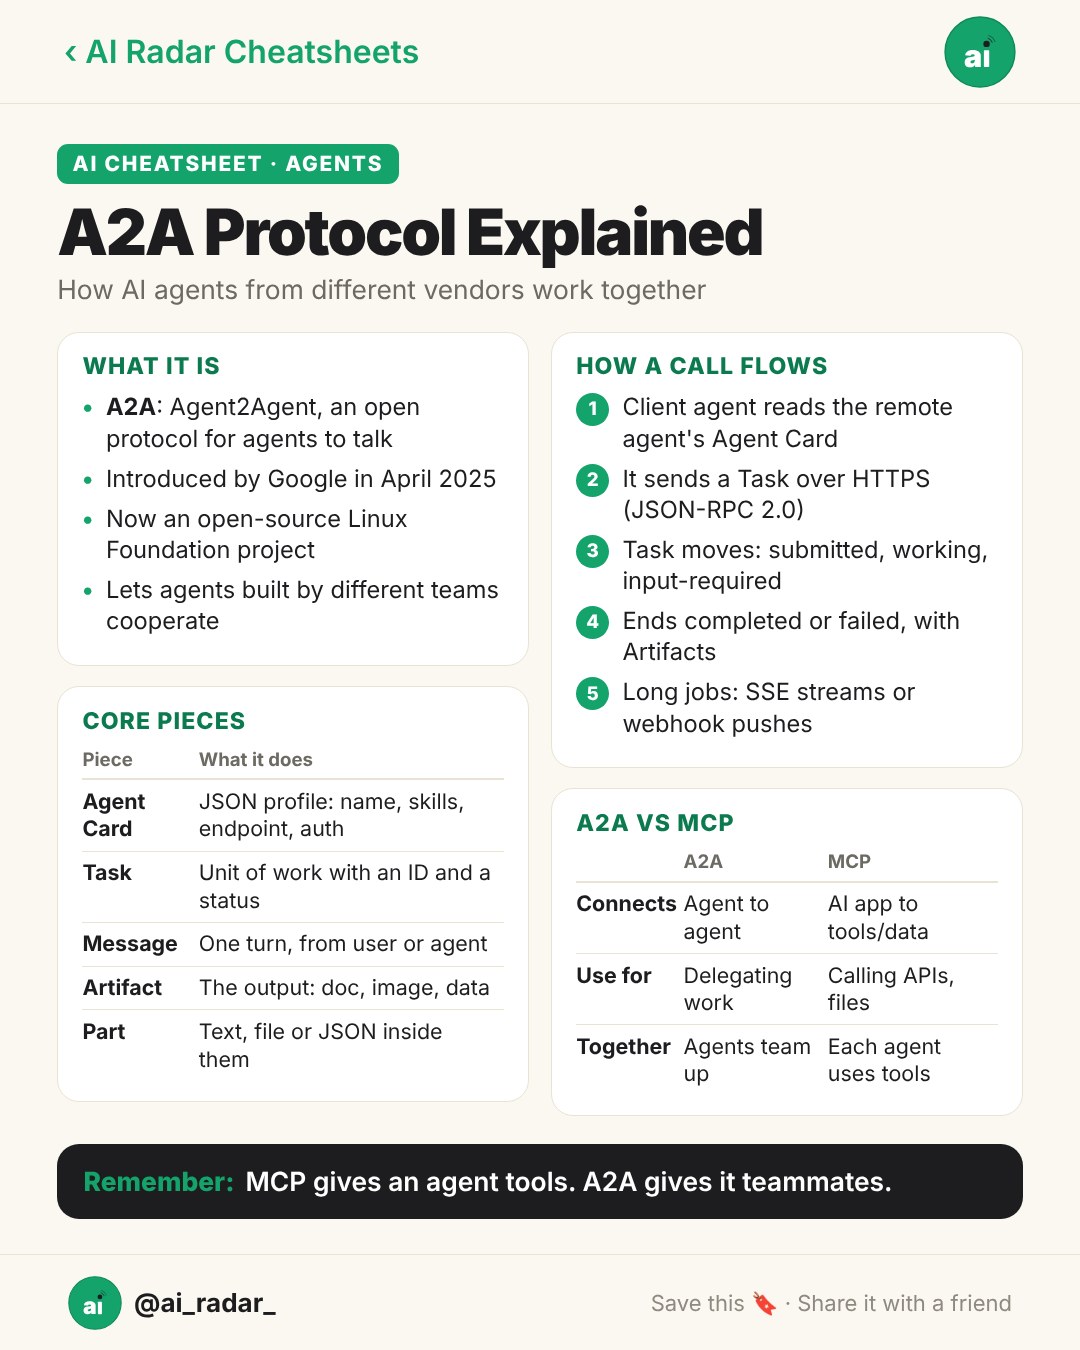 ‹ AI Radar Cheatsheets
ai
AI CHEATSHEET · AGENTS
A2A Protocol Explained
How AI agents from different vendors work together
WHAT IT IS
• A2A: Agent2Agent, an open
protocol for agents to talk
• Introduced by Google in April 2025
• Now an open-source Linux
Foundation project
• Lets agents built by different teams
cooperate
CORE PIECES
Piece What it does
Agent Card JSON profile: name, skills,
endpoint, auth
Task Unit of work with an ID and a
status
Message One turn, from user or agent
Artifact The output: doc, image, data
Part Text, file or JSON inside
them
HOW A CALL FLOWS
1 Client agent reads the remote
agent's Agent Card
2 It sends a Task over HTTPS
(JSON-RPC 2.0)
3 Task moves: submitted, working,
input-required
4 Ends completed or failed, with
Artifacts
5 Long jobs: SSE streams or
webhook pushes
A2A VS MCP
A2A MCP
Connects Agent to agent AI app to tools/data
Use for Delegating work Calling APIs, files
Together Agents team up Each agent uses tools
Remember: MCP gives an agent tools. A2A gives it teammates.
ai
@ai_radar_
Save this 🔖 · Share it with a friend